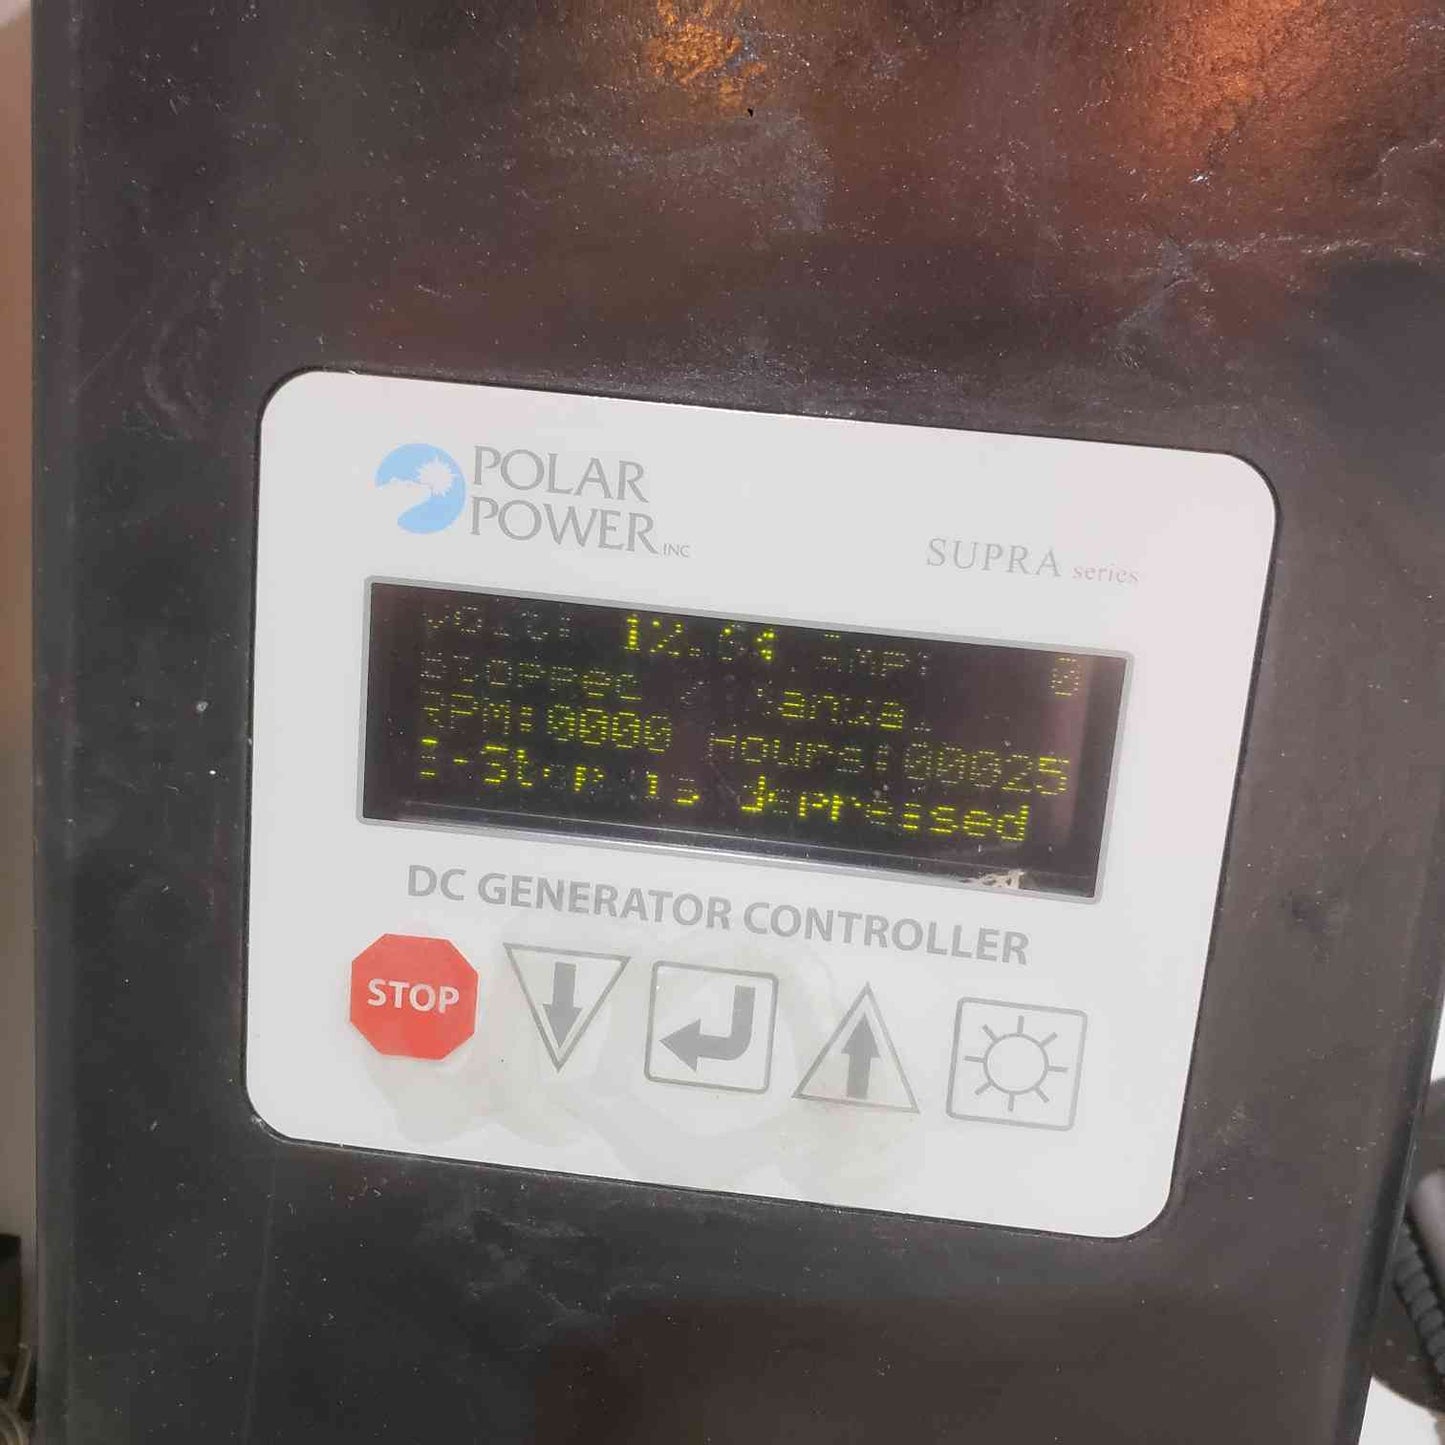 POLAR
POWER INC
SUPRA series
Volt: 12.64 Amp: 0
Stopped / Manual
RPM:0000 Hours:00025
E-Stop is depressed
DC GENERATOR CONTROLLER
STOP